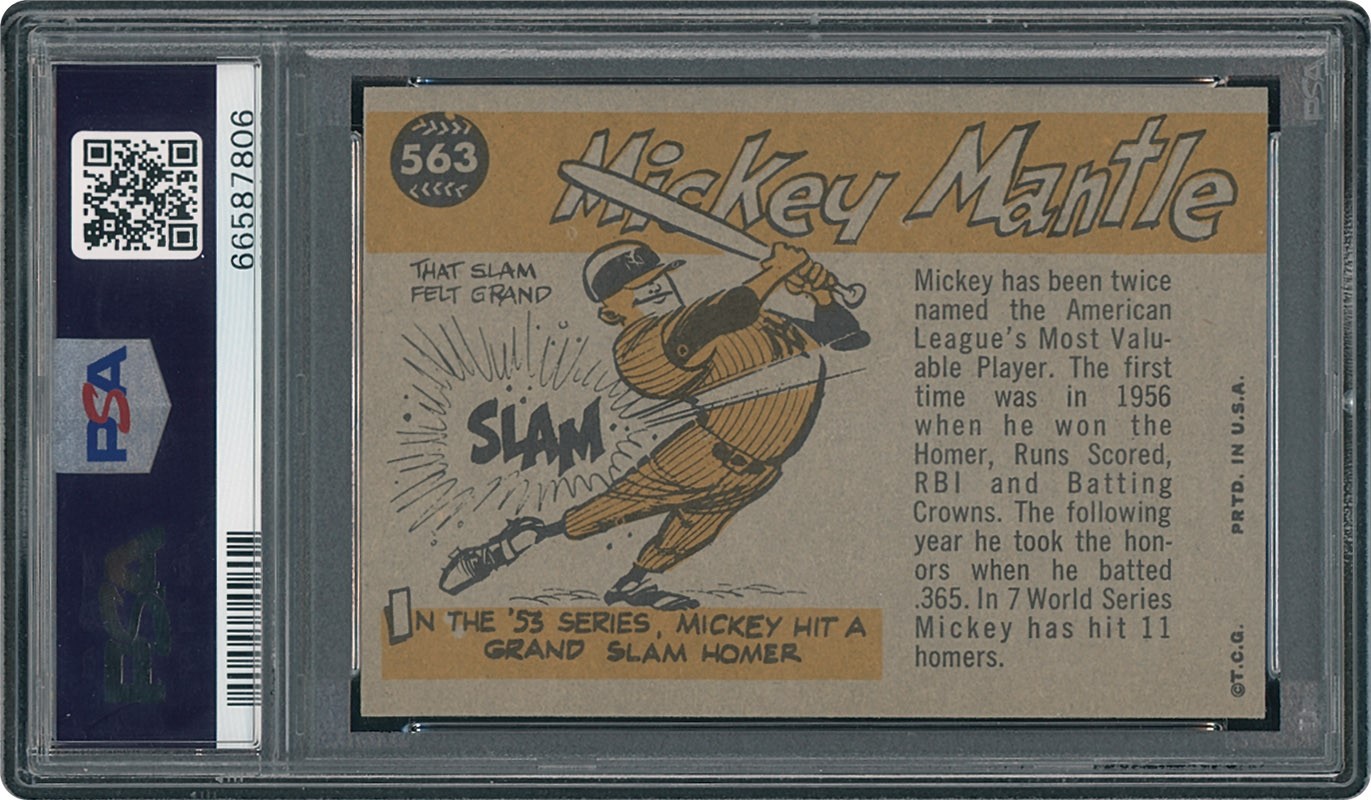 66587806
PSA
563
Mickey Mantle
THAT SLAM
FELT GRAND
SLAM
IN THE '53 SERIES, MICKEY HIT A
GRAND SLAM HOMER
Mickey has been twice
named the American
League's Most Valu-
able Player. The first
time was in 1956
when he won the
Homer, Runs Scored,
RBI and Batting
Crowns. The following
year he took the hon-
ors when he batted
.365. In 7 World Series
Mickey has hit 11
homers.
©T.C.G. PRTD. IN U.S.A.
PSA
PSA